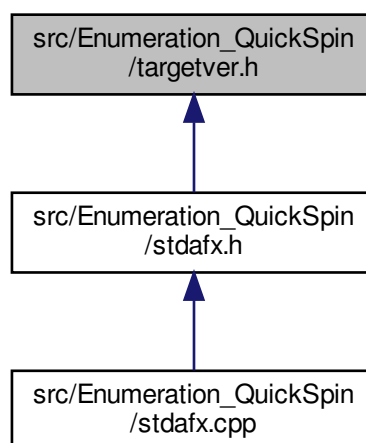 src/Enumeration_QuickSpin
/targetver.h
src/Enumeration_QuickSpin
/stdafx.h
src/Enumeration_QuickSpin
/stdafx.cpp